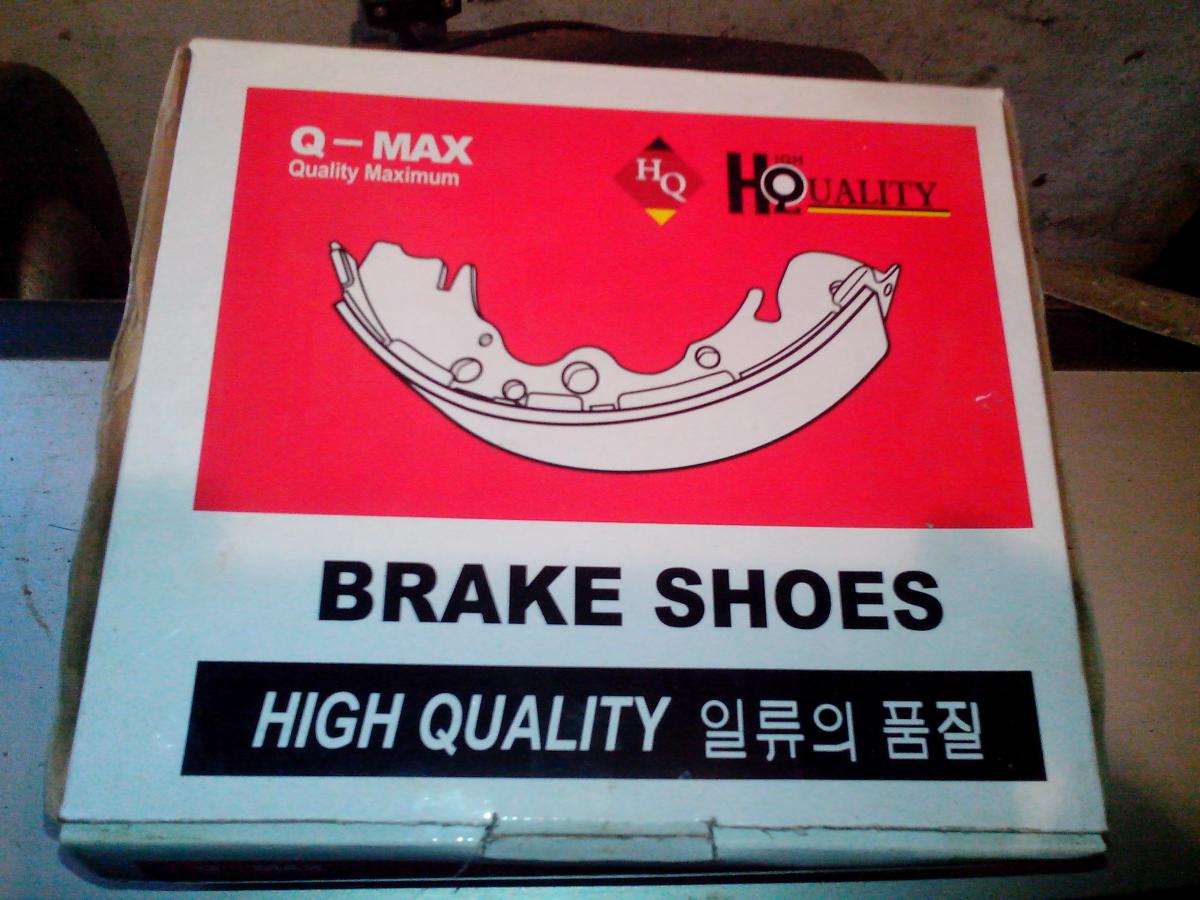 Q – MAX
Quality Maximum
HQ
HIGH QUALITY
BRAKE SHOES
HIGH QUALITY 일류의 품질